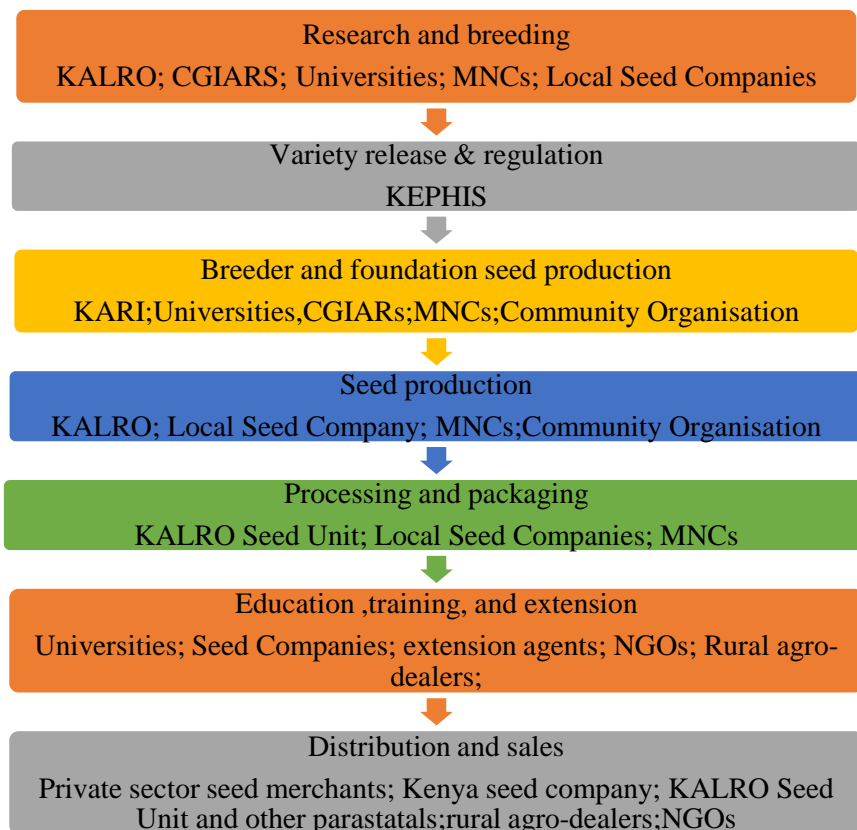 Research and breeding
KALRO; CGIARS; Universities; MNCs; Local Seed Companies
Variety release & regulation
KEPHIS
Breeder and foundation seed production
KARI;Universities,CGIARs;MNCs;Community Organisation
Seed production
KALRO; Local Seed Company; MNCs;Community Organisation
Processing and packaging
KALRO Seed Unit; Local Seed Companies; MNCs
Education ,training, and extension
Universities; Seed Companies; extension agents; NGOs; Rural agro-
dealers;
Distribution and sales
Private sector seed merchants; Kenya seed company; KALRO Seed
Unit and other parastatals;rural agro-dealers;NGOs